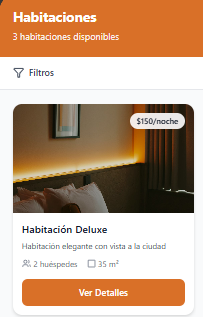 Habitaciones
3 habitaciones disponibles
Filtros
$150/noche
Habitación Deluxe
Habitación elegante con vista a la ciudad
2 huéspedes 35 m²
Ver Detalles